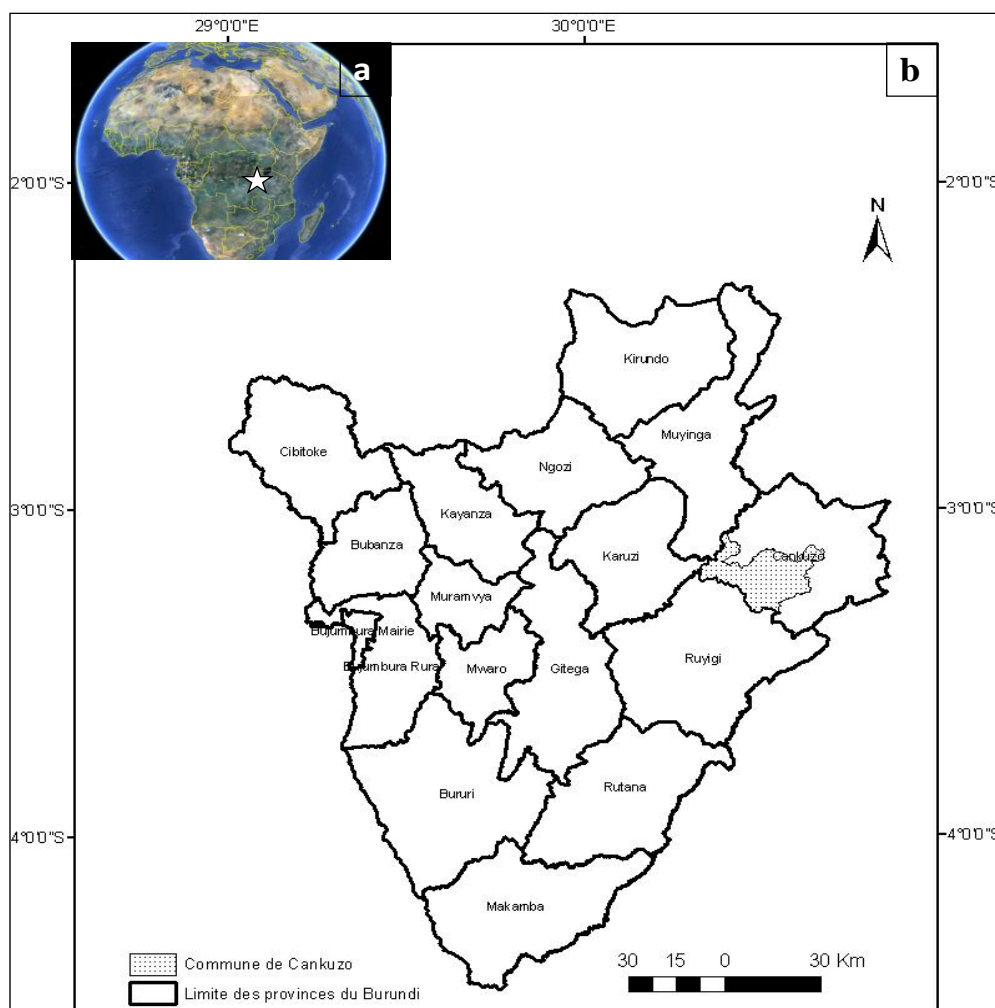 29°0'0"E 30°0'0"E
a
b
2°0'0"S 2°0'0"S
N
Kirundo
Muyinga
Cibitoke
Ngozi
3°0'0"S 3°0'0"S
Kayanza
Bubanza
Karuzi
Cankuzo
Muramvya
Bujumbura Mairie
Bujumbura Rural
Mwaro
Gitega
Ruyigi
Bururi
Rutana
4°0'0"S 4°0'0"S
Makamba
Commune de Cankuzo
Limite des provinces du Burundi
30 15 0 30 Km